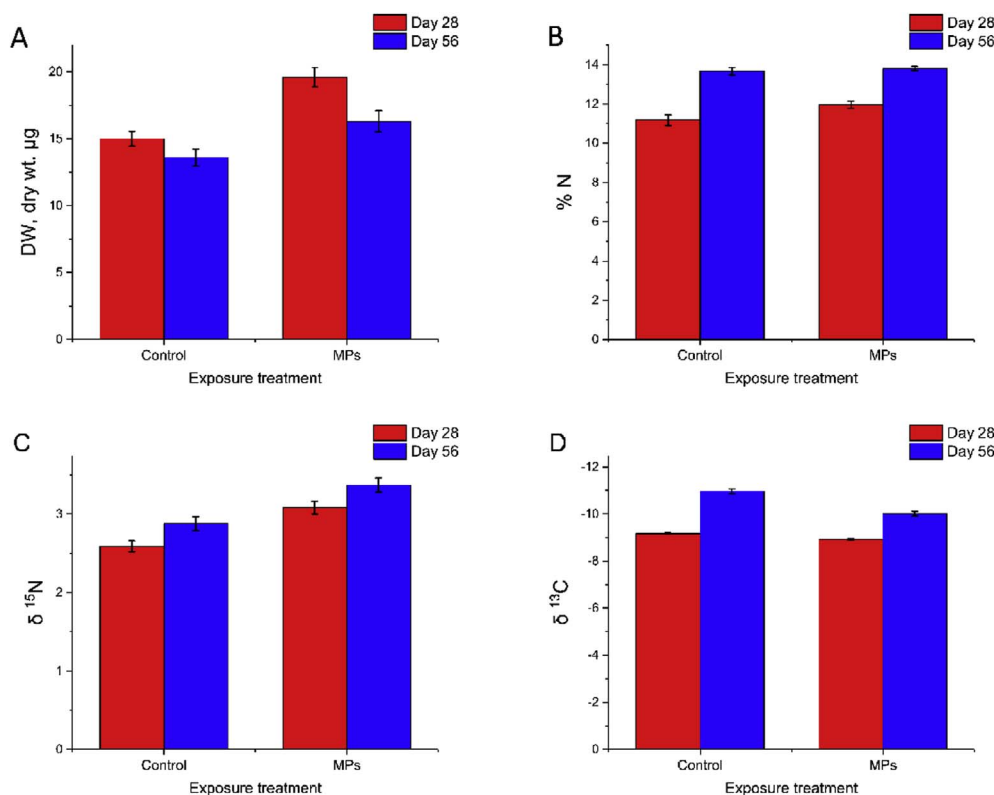 A
Day 28
Day 56
DW, dry wt. µg
20
15
10
5
0
Control
MPs
Exposure treatment
B
Day 28
Day 56
% N
14
12
10
8
6
4
2
0
Control
MPs
Exposure treatment
C
Day 28
Day 56
δ ¹⁵N
3
2
1
0
Control
MPs
Exposure treatment
D
Day 28
Day 56
δ ¹³C
-12
-10
-8
-6
-4
-2
0
Control
MPs
Exposure treatment